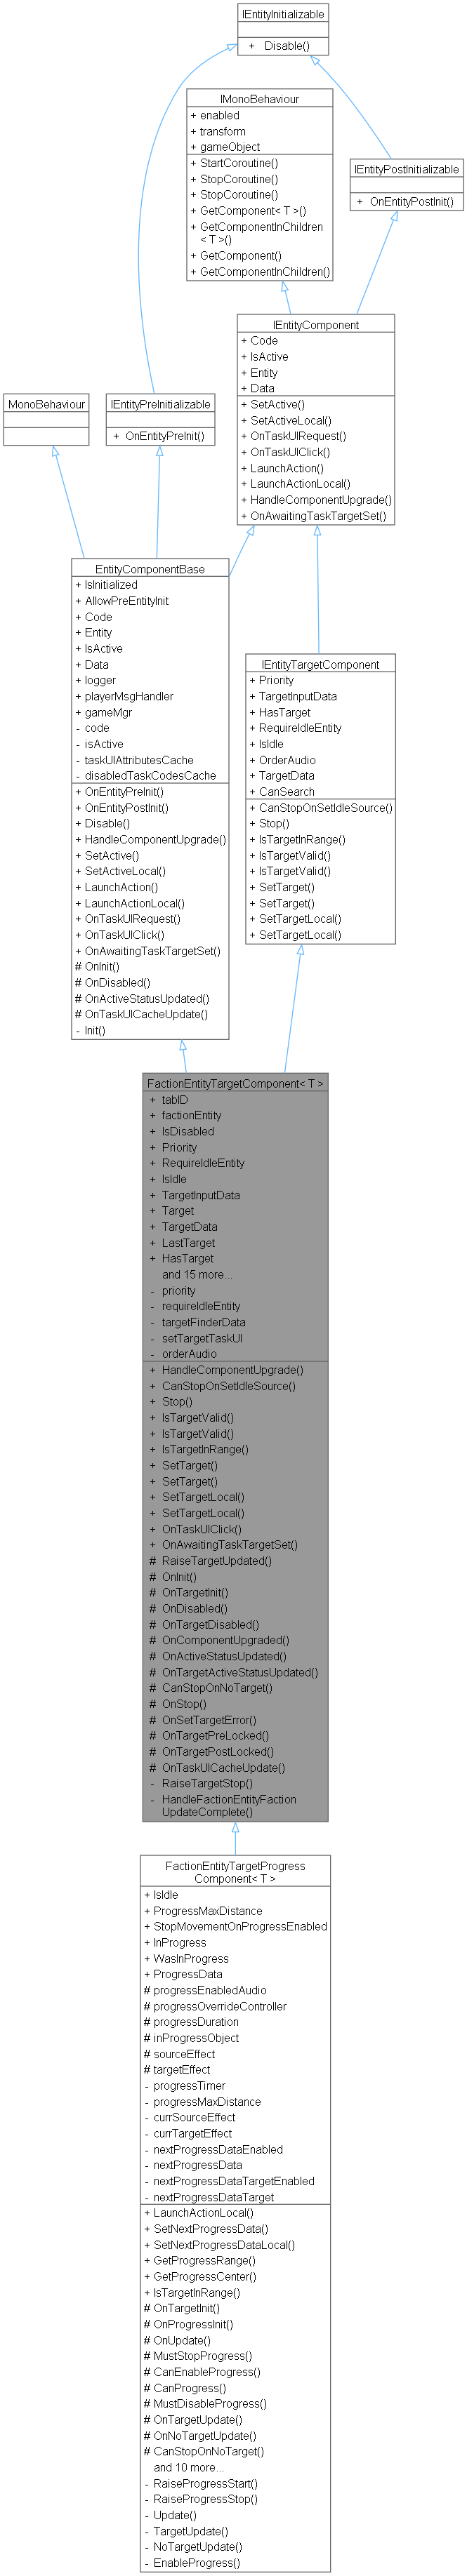 IEntityInitializable
+ Disable()
IMonoBehaviour
+ enabled
+ transform
+ gameObject
+ StartCoroutine()
+ StopCoroutine()
+ StopCoroutine()
+ GetComponent< T >()
+ GetComponentInChildren
< T >()
+ GetComponent()
+ GetComponentInChildren()
IEntityPostInitializable
+ OnEntityPostInit()
IEntityComponent
+ Code
+ IsActive
+ Entity
+ Data
+ SetActive()
+ SetActiveLocal()
+ OnTaskUIRequest()
+ OnTaskUIClick()
+ LaunchAction()
+ LaunchActionLocal()
+ HandleComponentUpgrade()
+ OnAwaitingTaskTargetSet()
MonoBehaviour
IEntityPreInitializable
+ OnEntityPreInit()
EntityComponentBase
+ IsInitialized
+ AllowPreEntityInit
+ Code
+ Entity
+ IsActive
+ Data
+ logger
+ playerMsgHandler
+ gameMgr
- code
- isActive
- taskUIAttributesCache
- disabledTaskCodesCache
+ OnEntityPreInit()
+ OnEntityPostInit()
+ Disable()
+ HandleComponentUpgrade()
+ SetActive()
+ SetActiveLocal()
+ LaunchAction()
+ LaunchActionLocal()
+ OnTaskUIRequest()
+ OnTaskUIClick()
+ OnAwaitingTaskTargetSet()
# OnInit()
# OnDisabled()
# OnActiveStatusUpdated()
# OnTaskUICacheUpdate()
- Init()
IEntityTargetComponent
+ Priority
+ TargetInputData
+ HasTarget
+ RequireIdleEntity
+ IsIdle
+ OrderAudio
+ TargetData
+ CanSearch
+ CanStopOnSetIdleSource()
+ Stop()
+ IsTargetInRange()
+ IsTargetValid()
+ IsTargetValid()
+ SetTarget()
+ SetTarget()
+ SetTargetLocal()
+ SetTargetLocal()
FactionEntityTargetComponent< T >
+ tabID
+ factionEntity
+ IsDisabled
+ Priority
+ RequireIdleEntity
+ IsIdle
+ TargetInputData
+ Target
+ TargetData
+ LastTarget
+ HasTarget
and 15 more...
- priority
- requireIdleEntity
- targetFinderData
- setTargetTaskUI
- orderAudio
+ HandleComponentUpgrade()
+ CanStopOnSetIdleSource()
+ Stop()
+ IsTargetValid()
+ IsTargetValid()
+ IsTargetInRange()
+ SetTarget()
+ SetTarget()
+ SetTargetLocal()
+ SetTargetLocal()
+ OnTaskUIClick()
+ OnAwaitingTaskTargetSet()
# RaiseTargetUpdated()
# OnInit()
# OnTargetInit()
# OnDisabled()
# OnTargetDisabled()
# OnComponentUpgraded()
# OnActiveStatusUpdated()
# OnTargetActiveStatusUpdated()
# CanStopOnNoTarget()
# OnStop()
# OnSetTargetError()
# OnTargetPreLocked()
# OnTargetPostLocked()
# OnTaskUICacheUpdate()
- RaiseTargetStop()
- HandleFactionEntityFaction
UpdateComplete()
FactionEntityTargetProgress
Component< T >
+ IsIdle
+ ProgressMaxDistance
+ StopMovementOnProgressEnabled
+ InProgress
+ WasInProgress
+ ProgressData
# progressEnabledAudio
# progressOverrideController
# progressDuration
# inProgressObject
# sourceEffect
# targetEffect
- progressTimer
- progressMaxDistance
- currSourceEffect
- currTargetEffect
- nextProgressDataEnabled
- nextProgressData
- nextProgressDataTargetEnabled
- nextProgressDataTarget
+ LaunchActionLocal()
+ SetNextProgressData()
+ SetNextProgressDataLocal()
+ GetProgressRange()
+ GetProgressCenter()
+ IsTargetInRange()
# OnTargetInit()
# OnProgressInit()
# OnUpdate()
# MustStopProgress()
# CanEnableProgress()
# CanProgress()
# MustDisableProgress()
# OnTargetUpdate()
# OnNoTargetUpdate()
# CanStopOnNoTarget()
and 10 more...
- RaiseProgressStart()
- RaiseProgressStop()
- Update()
- TargetUpdate()
- NoTargetUpdate()
- EnableProgress()